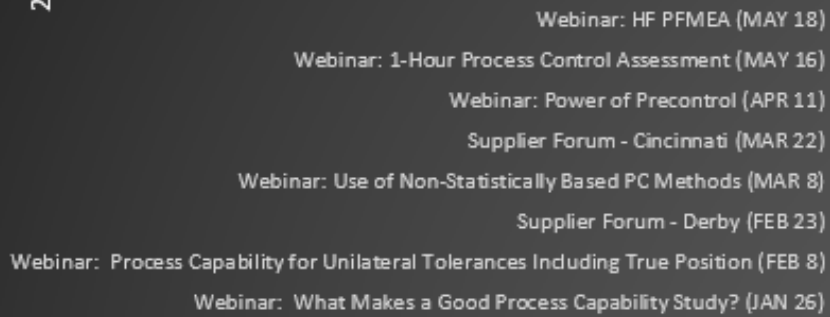 Webinar: HF PFMEA (MAY 18)
Webinar: 1-Hour Process Control Assessment (MAY 16)
Webinar: Power of Precontrol (APR 11)
Supplier Forum - Cincinnati (MAR 22)
Webinar: Use of Non-Statistically Based PC Methods (MAR 8)
Supplier Forum - Derby (FEB 23)
Webinar: Process Capability for Unilateral Tolerances Including True Position (FEB 8)
Webinar: What Makes a Good Process Capability Study? (JAN 26)